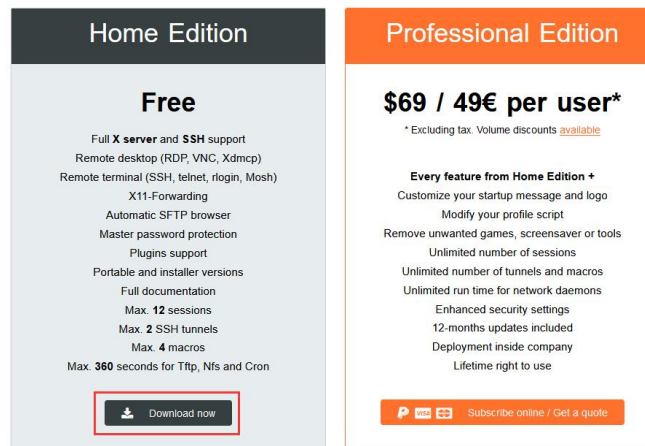 Home Edition
Free
Full X server and SSH support
Remote desktop (RDP, VNC, Xdmcp)
Remote terminal (SSH, telnet, rlogin, Mosh)
X11-Forwarding
Automatic SFTP browser
Master password protection
Plugins support
Portable and installer versions
Full documentation
Max. 12 sessions
Max. 2 SSH tunnels
Max. 4 macros
Max. 360 seconds for Tftp, Nfs and Cron
Download now
Professional Edition
$69 / 49€ per user*
* Excluding tax. Volume discounts available
Every feature from Home Edition +
Customize your startup message and logo
Modify your profile script
Remove unwanted games, screensaver or tools
Unlimited number of sessions
Unlimited number of tunnels and macros
Unlimited run time for network daemons
Enhanced security settings
12-months updates included
Deployment inside company
Lifetime right to use
VISA Subscribe online / Get a quote